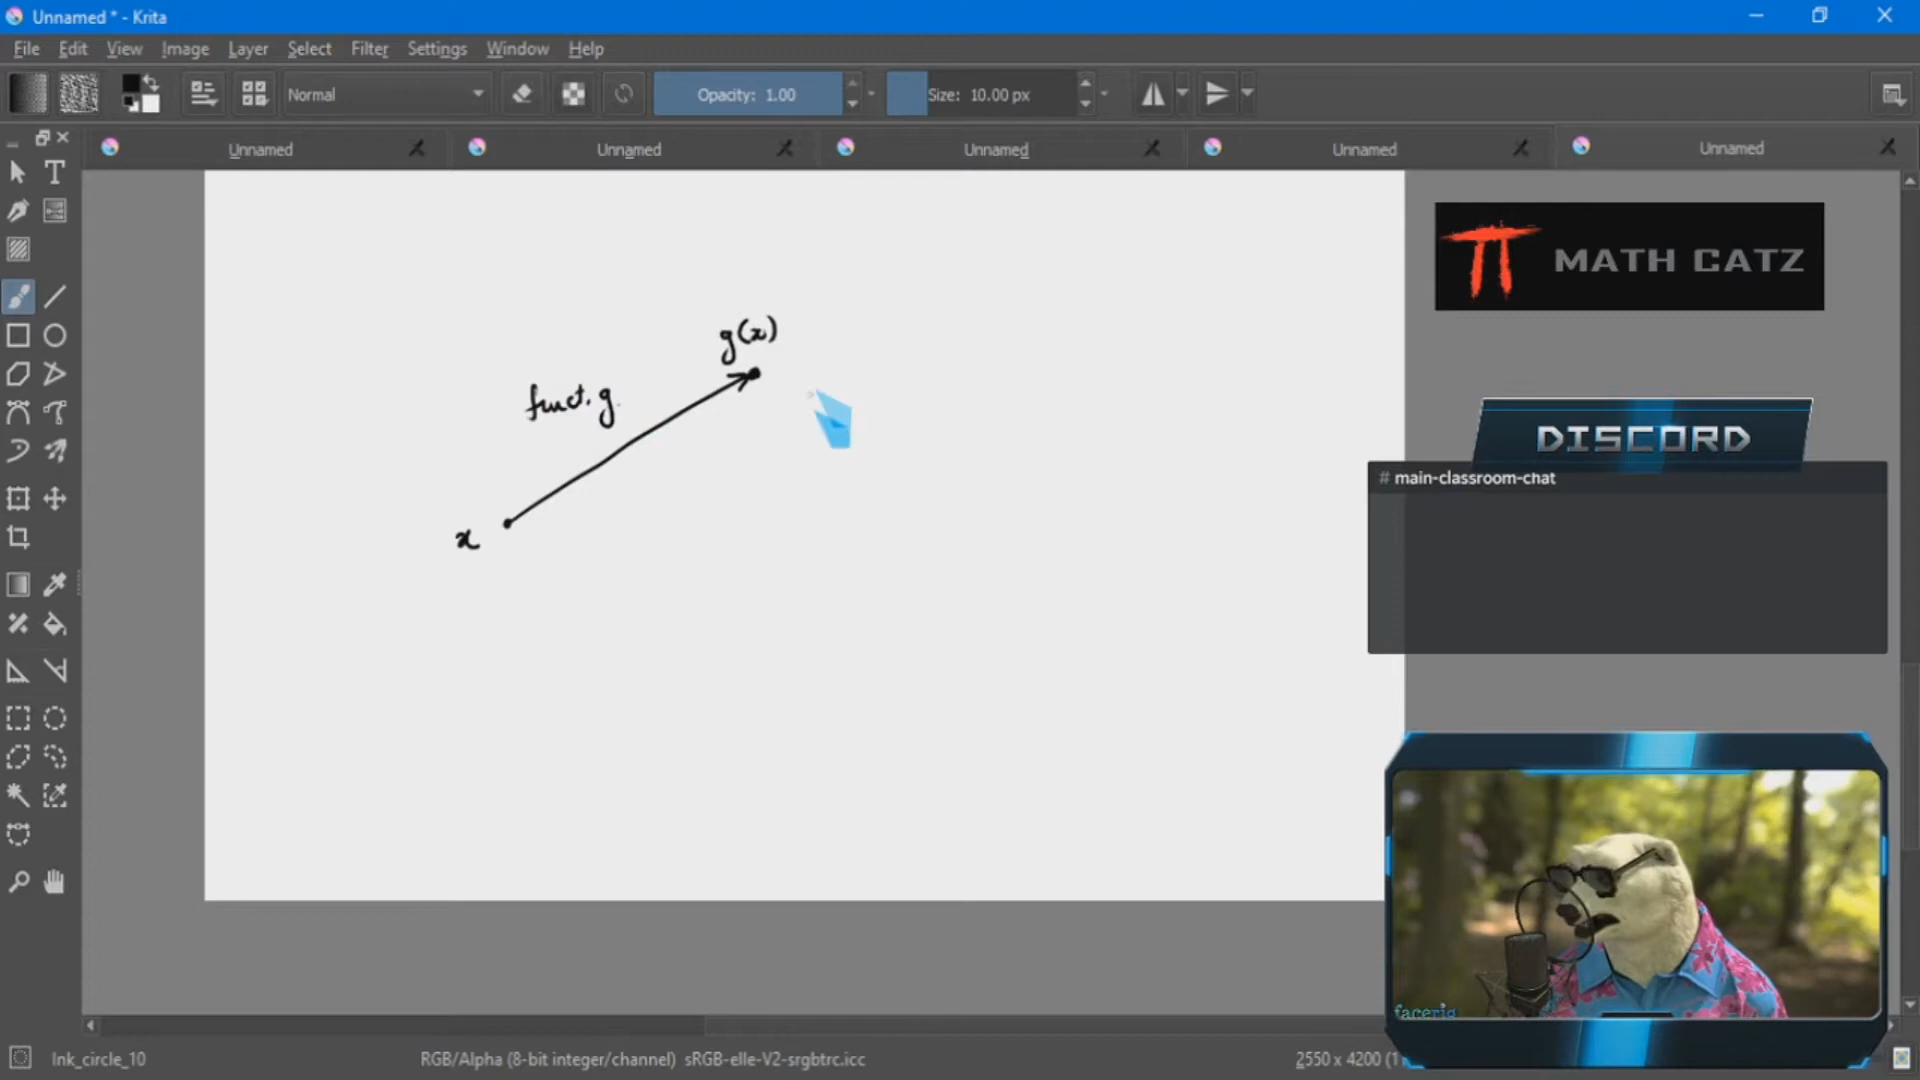 Unnamed * - Krita
File Edit View Image Layer Select Filter Settings Window Help
Normal Opacity: 1.00 Size: 10.00 px
Unnamed Unnamed Unnamed Unnamed Unnamed
T
π MATH CATZ
g(x)
funct. g
x
DISCORD
# main-classroom-chat
facerig
Ink_circle_10 RGB/Alpha (8-bit integer/channel) sRGB-elle-V2-srgbtrc.icc 2550 x 4200 (1